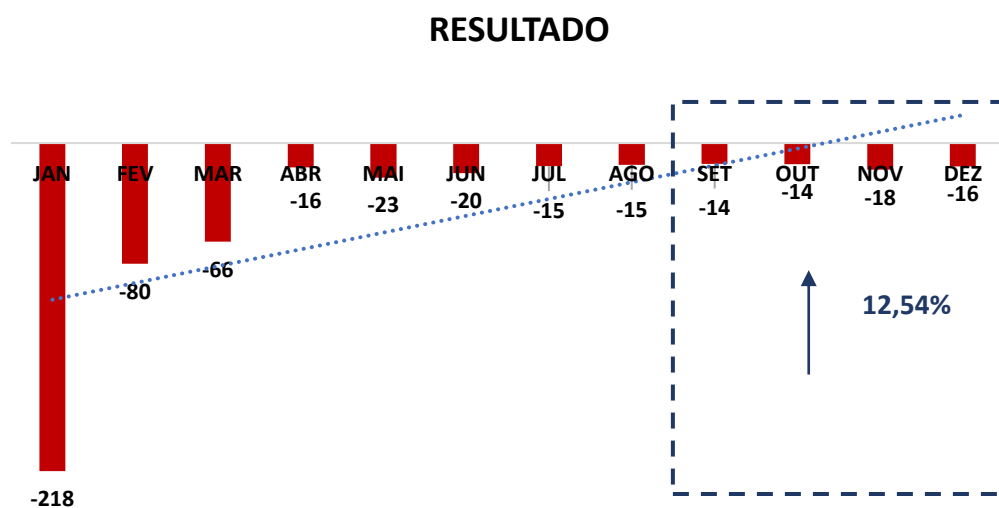 RESULTADO
JAN FEV MAR ABR MAI JUN JUL AGO SET OUT NOV DEZ
-218 -80 -66 -16 -23 -20 -15 -15 -14 -14 -18 -16
12,54%